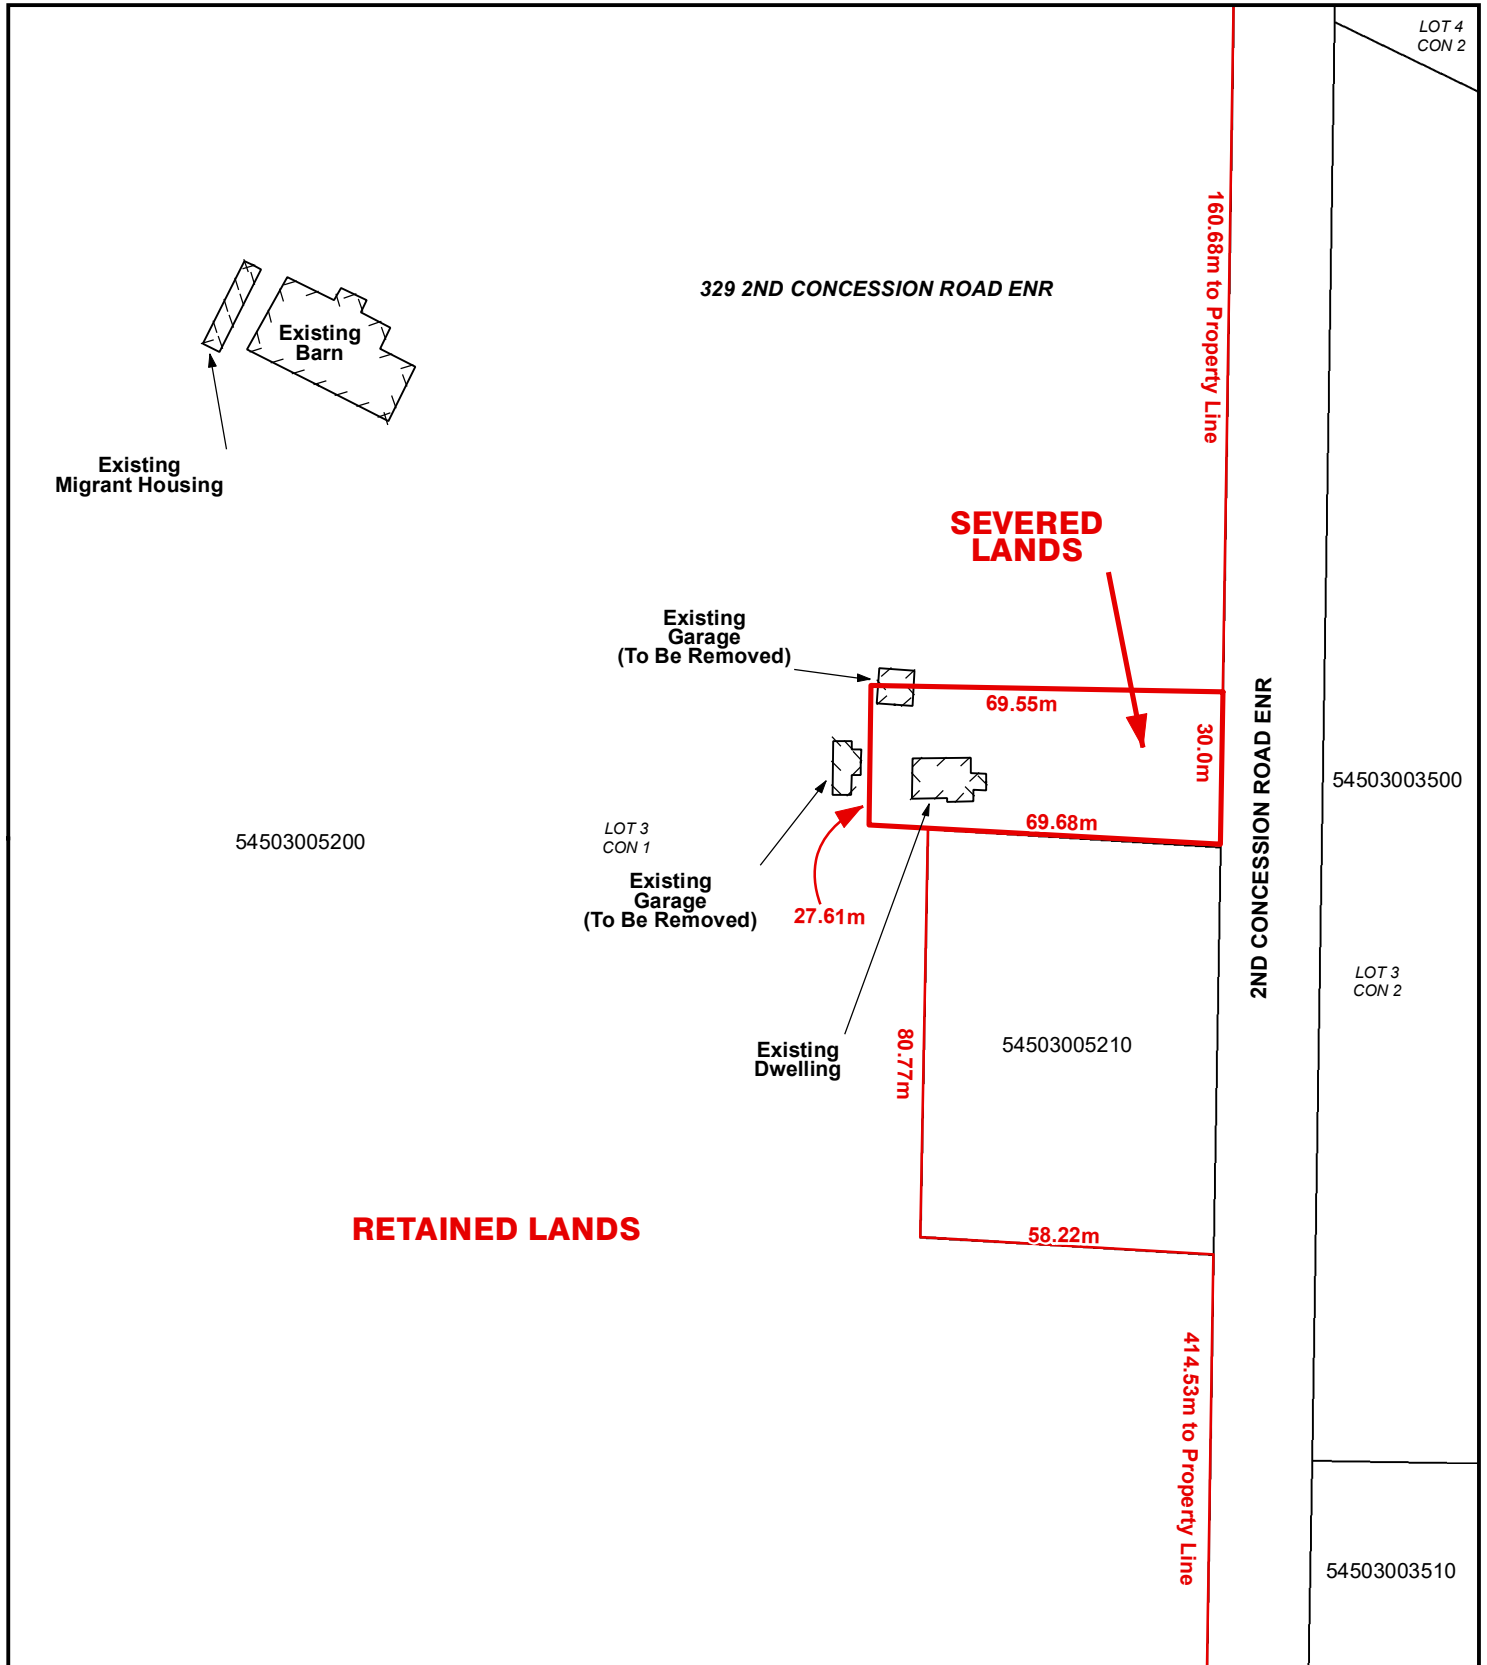 LOT 4
CON 2
160.68m to Property Line
329 2ND CONCESSION ROAD ENR
Existing
Barn
Existing
Migrant Housing
SEVERED
LANDS
Existing
Garage
(To Be Removed)
69.55m
30.0m
2ND CONCESSION ROAD ENR
54503003500
69.68m
54503005200
LOT 3
CON 1
Existing
Garage
(To Be Removed)
27.61m
LOT 3
CON 2
80.77m
54503005210
Existing
Dwelling
RETAINED LANDS
58.22m
414.53m to Property Line
54503003510